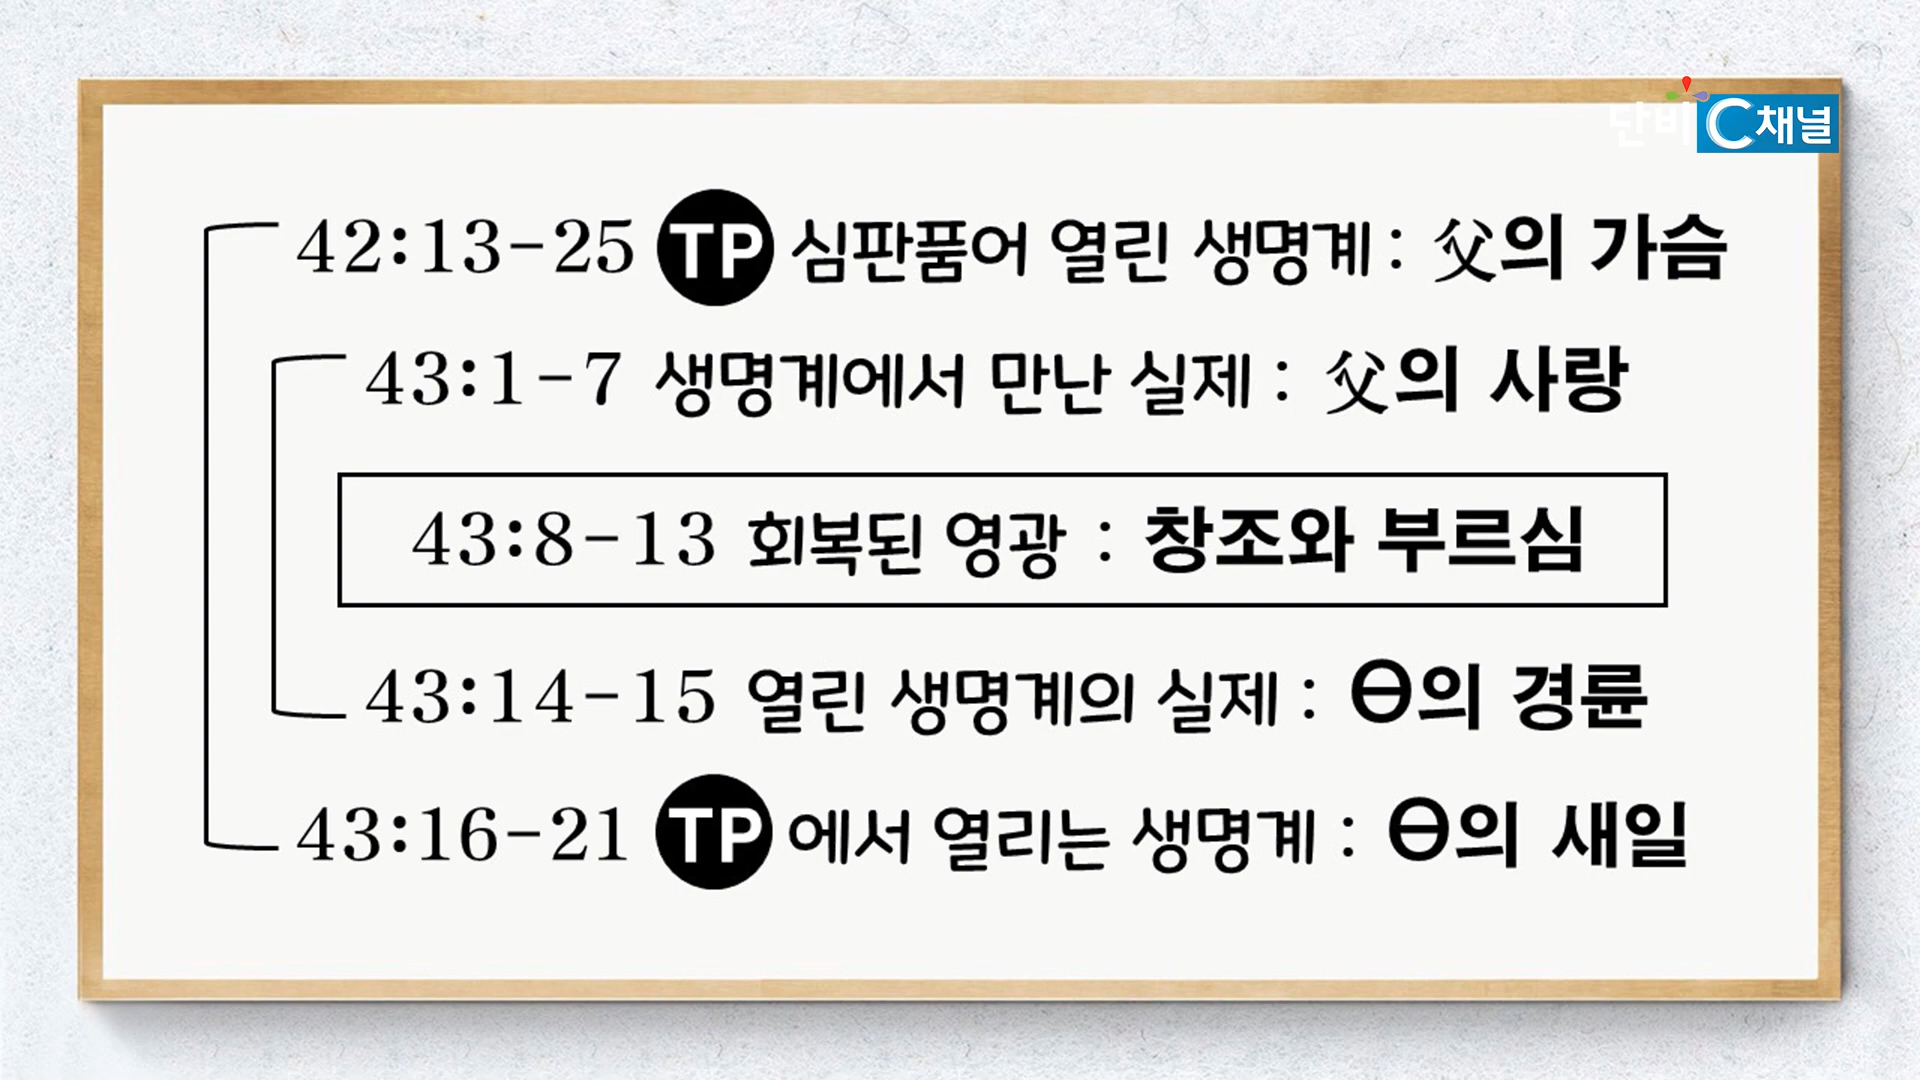 단비 C채널
42:13-25 TP 심판품어 열린 생명계 : 父의 가슴
43:1-7 생명계에서 만난 실제 : 父의 사랑
43:8-13 회복된 영광 : 창조와 부르심
43:14-15 열린 생명계의 실제 : Ө의 경륜
43:16-21 TP 에서 열리는 생명계 : Ө의 새일